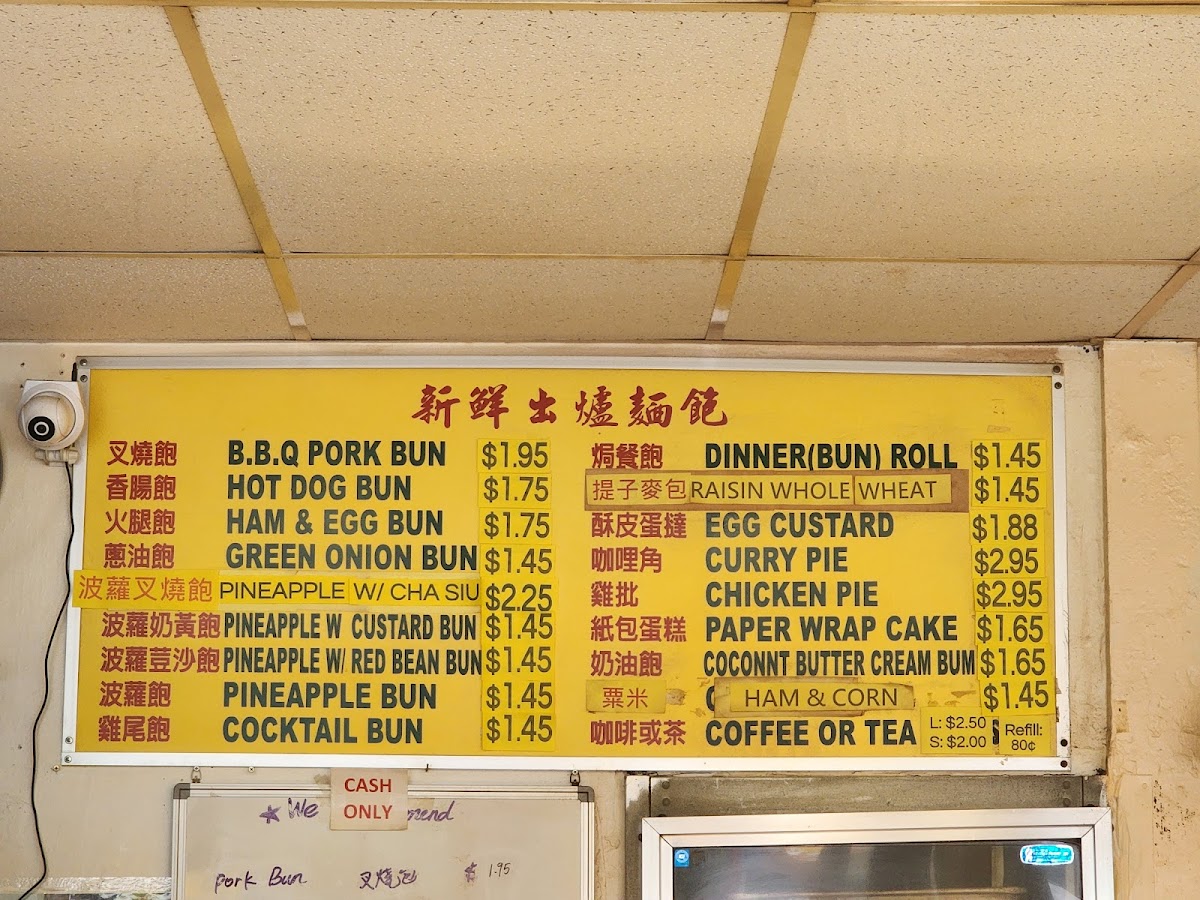 新鮮出爐麵飽
叉燒飽 B.B.Q PORK BUN $1.95
香腸飽 HOT DOG BUN $1.75
火腿飽 HAM & EGG BUN $1.75
蔥油飽 GREEN ONION BUN $1.45
波蘿叉燒飽 PINEAPPLE W/ CHA SIU $2.25
波蘿奶黃飽 PINEAPPLE W CUSTARD BUN $1.45
波蘿荳沙飽 PINEAPPLE W/ RED BEAN BUN $1.45
波蘿飽 PINEAPPLE BUN $1.45
雞尾飽 COCKTAIL BUN $1.45
焗餐飽 DINNER(BUN) ROLL $1.45
提子麥包 RAISIN WHOLE WHEAT $1.45
酥皮蛋撻 EGG CUSTARD $1.88
咖哩角 CURRY PIE $2.95
雞批 CHICKEN PIE $2.95
紙包蛋糕 PAPER WRAP CAKE $1.65
奶油飽 COCONNT BUTTER CREAM BUM $1.65
粟米 HAM & CORN $1.45
咖啡或茶 COFFEE OR TEA L: $2.50 S: $2.00 Refill: 80¢
CASH ONLY
★ We mend
Pork Bun 叉燒包 $1.95